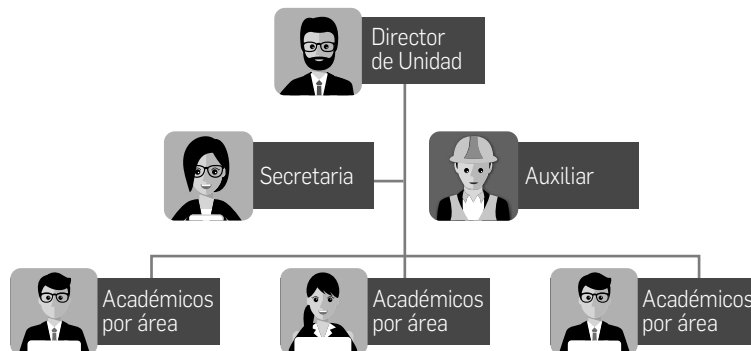 Director
de Unidad
Secretaria
Auxiliar
Académicos
por área
Académicos
por área
Académicos
por área